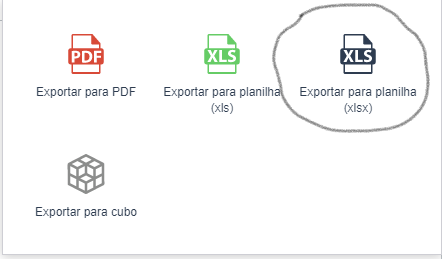 PDF
XLS
XLS
Exportar para PDF
Exportar para planilha
(xls)
Exportar para planilha
(xlsx)
Exportar para cubo